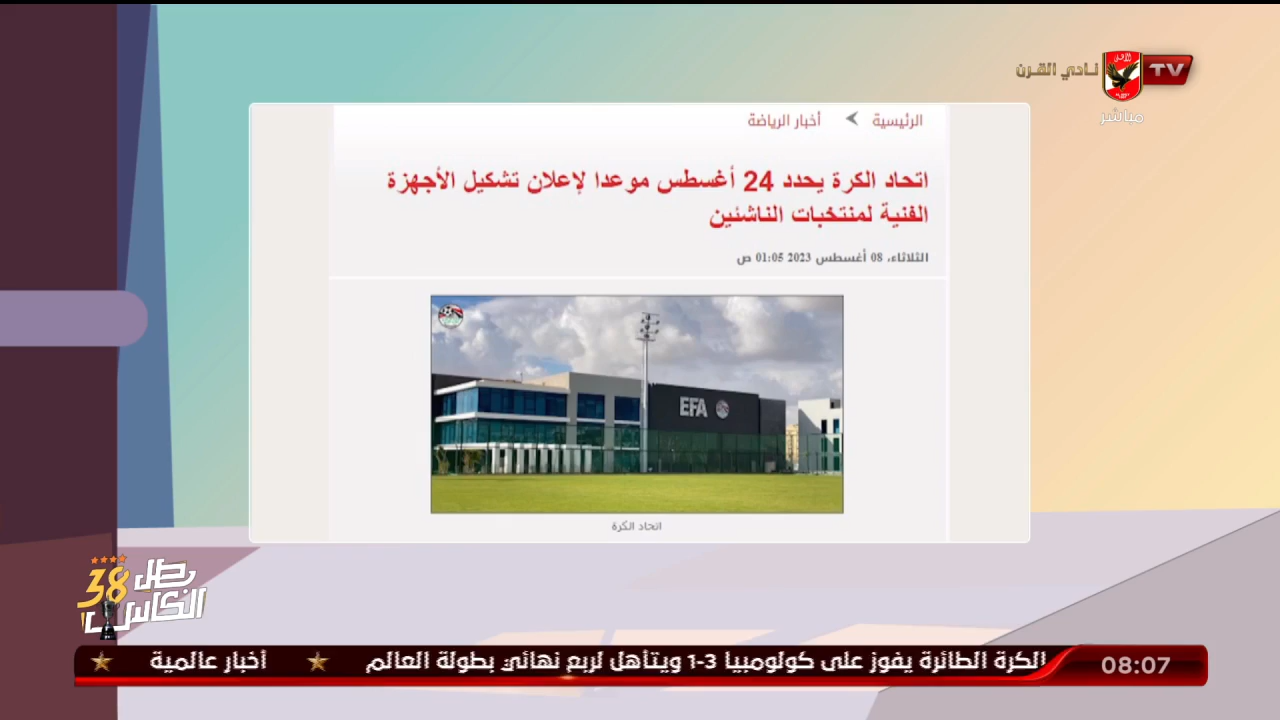 نادي القرن
TV
مباشر
الرئيسية
أخبار الرياضة
اتحاد الكرة يحدد 24 أغسطس موعدا لإعلان تشكيل الأجهزة
الفنية لمنتخبات الناشئين
الثلاثاء، 08 أغسطس 2023 01:05 ص
EFA
اتحاد الكرة
بطل
الكاس 38
الكرة الطائرة يفوز على كولومبيا 3-1 ويتأهل لربع نهائي بطولة العالم
أخبار عالمية
08:07